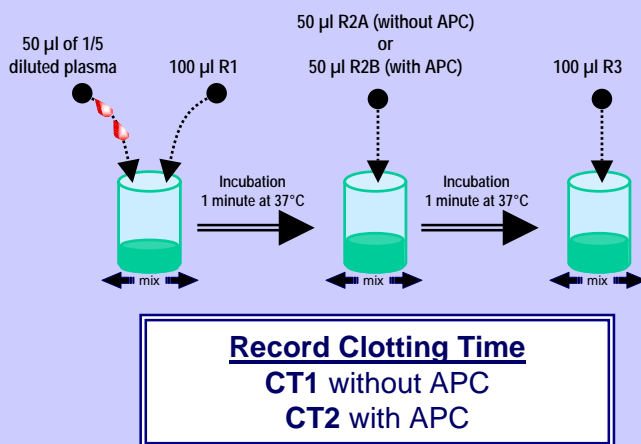 50 µl of 1/5
diluted plasma
100 µl R1
50 µl R2A (without APC)
or
50 µl R2B (with APC)
100 µl R3
Incubation
1 minute at 37°C
Incubation
1 minute at 37°C
mix
mix
mix
Record Clotting Time
CT1 without APC
CT2 with APC